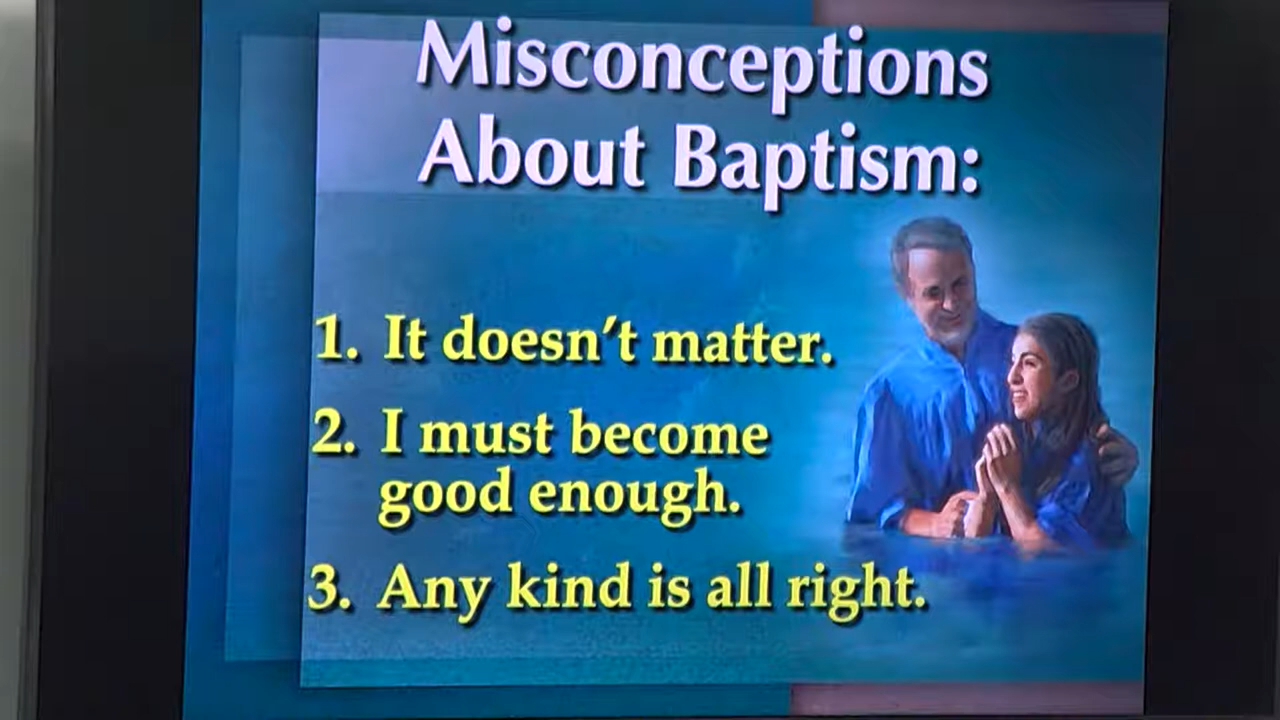 Misconceptions
About Baptism:
1. It doesn't matter.
2. I must become
good enough.
3. Any kind is all right.